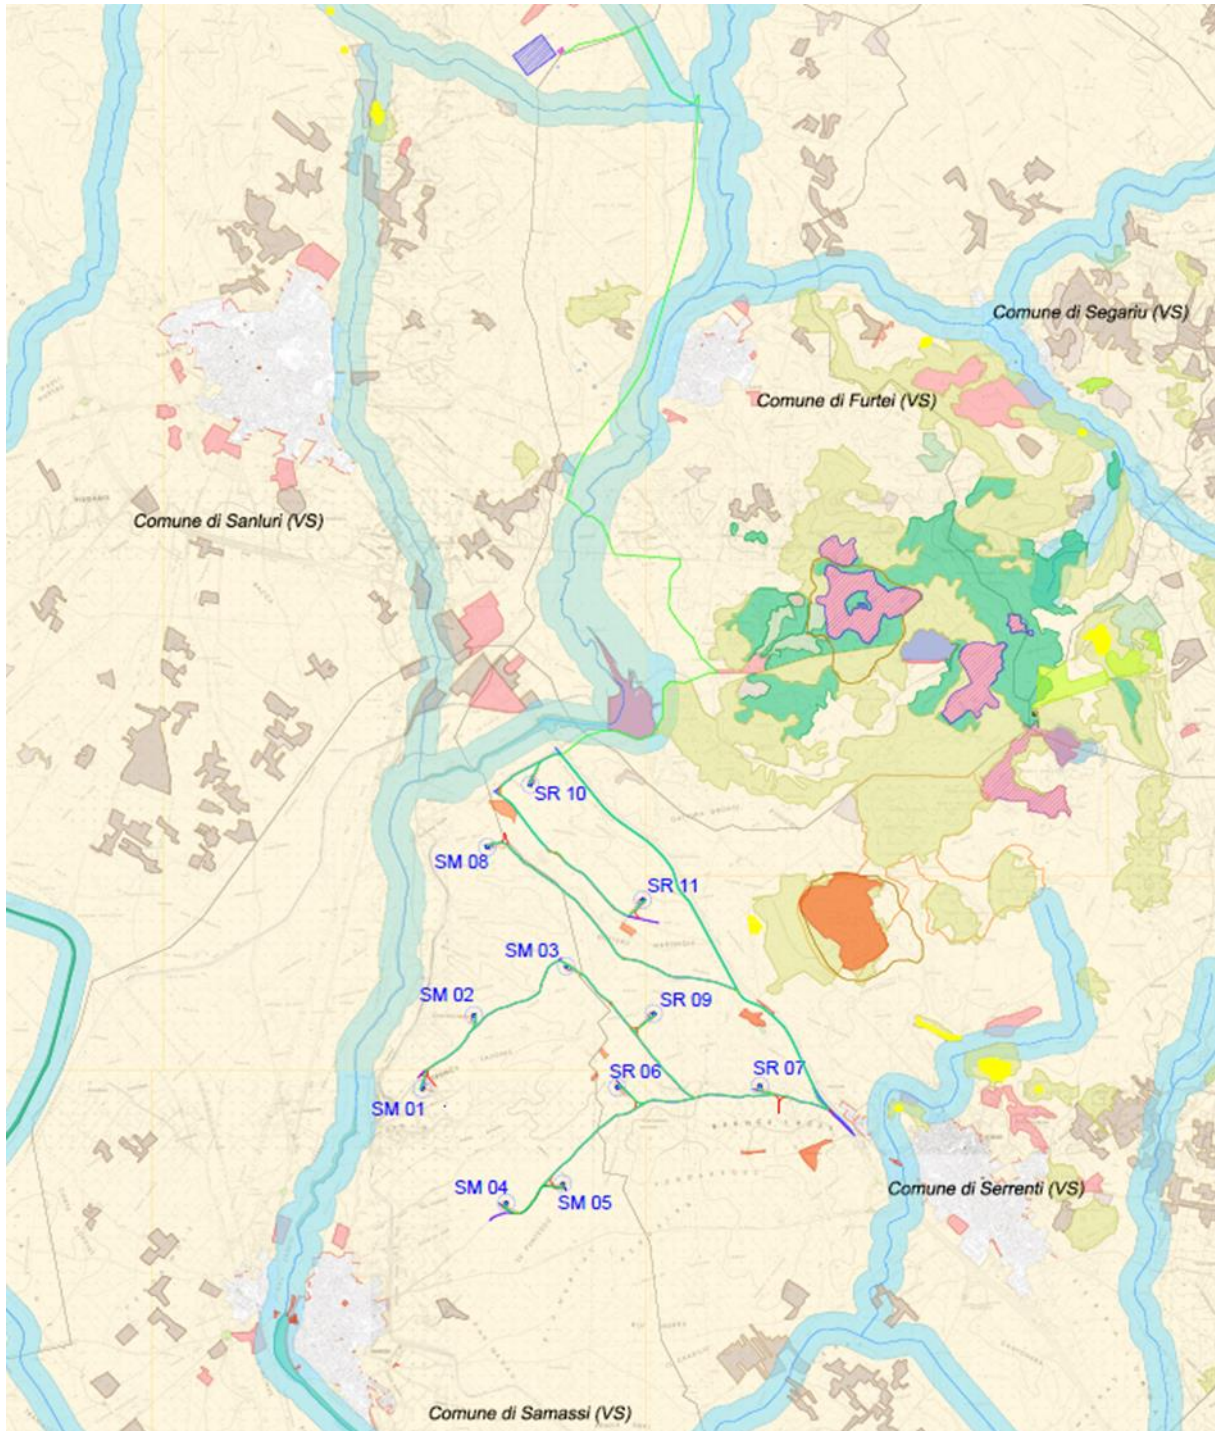 Comune di Segariu (VS)
Comune di Furtei (VS)
Comune di Sanluri (VS)
SR 10
SM 08
SR 11
SM 03
SM 02
SR 09
SR 06
SR 07
SM 01
SM 04
SM 05
Comune di Serrenti (VS)
Comune di Samassi (VS)